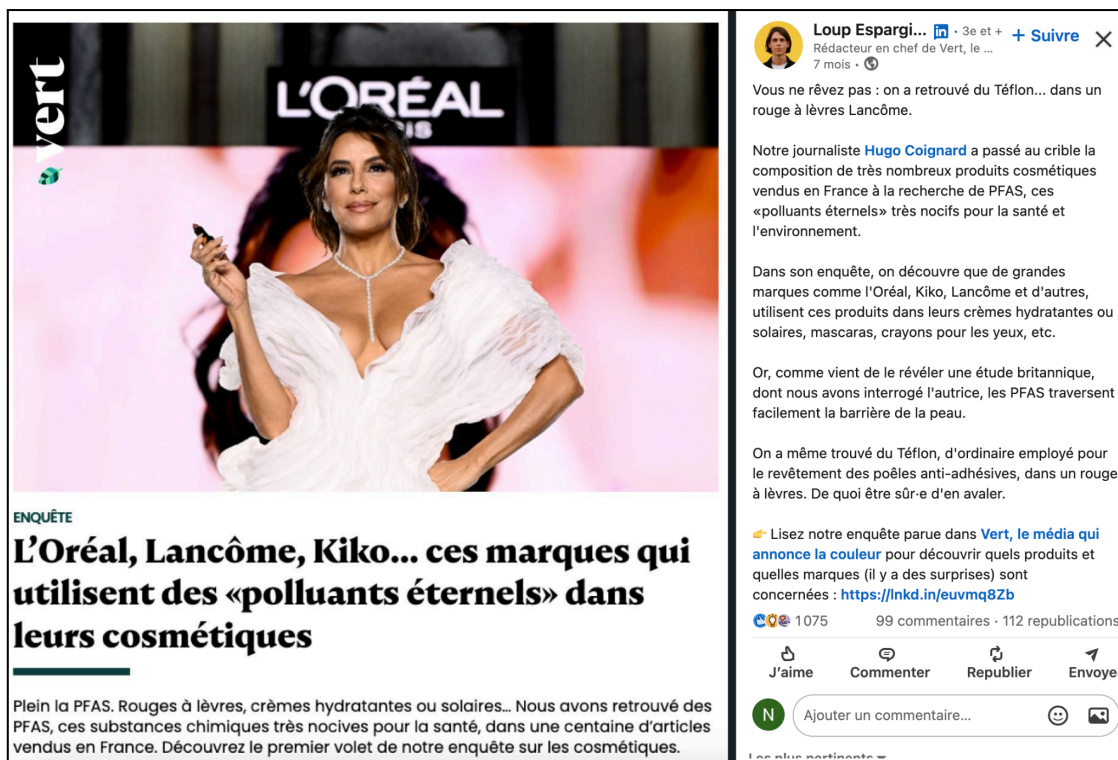 vert
L'ORÉAL
PARIS
ENQUÊTE
L'Oréal, Lancôme, Kiko... ces marques qui
utilisent des «polluants éternels» dans
leurs cosmétiques
Plein la PFAS. Rouges à lèvres, crèmes hydratantes ou solaires... Nous avons retrouvé des
PFAS, ces substances chimiques très nocives pour la santé, dans une centaine d'articles
vendus en France. Découvrez le premier volet de notre enquête sur les cosmétiques.
Loup Espargi... in · 3e et + + Suivre
Rédacteur en chef de Vert, le ...
7 mois ·
Vous ne rêvez pas : on a retrouvé du Téflon... dans un
rouge à lèvres Lancôme.
Notre journaliste Hugo Coignard a passé au crible la
composition de très nombreux produits cosmétiques
vendus en France à la recherche de PFAS, ces
«polluants éternels» très nocifs pour la santé et
l'environnement.
Dans son enquête, on découvre que de grandes
marques comme l'Oréal, Kiko, Lancôme et d'autres,
utilisent ces produits dans leurs crèmes hydratantes ou
solaires, mascaras, crayons pour les yeux, etc.
Or, comme vient de le révéler une étude britannique,
dont nous avons interrogé l'autrice, les PFAS traversent
facilement la barrière de la peau.
On a même trouvé du Téflon, d'ordinaire employé pour
le revêtement des poêles anti-adhésives, dans un rouge
à lèvres. De quoi être sûr·e d'en avaler.
👉 Lisez notre enquête parue dans Vert, le média qui
annonce la couleur pour découvrir quels produits et
quelles marques (il y a des surprises) sont
concernées : https://lnkd.in/euvmq8Zb
1 075 99 commentaires · 112 republications
J'aime Commenter Republier Envoye
N Ajouter un commentaire...
Les plus pertinents